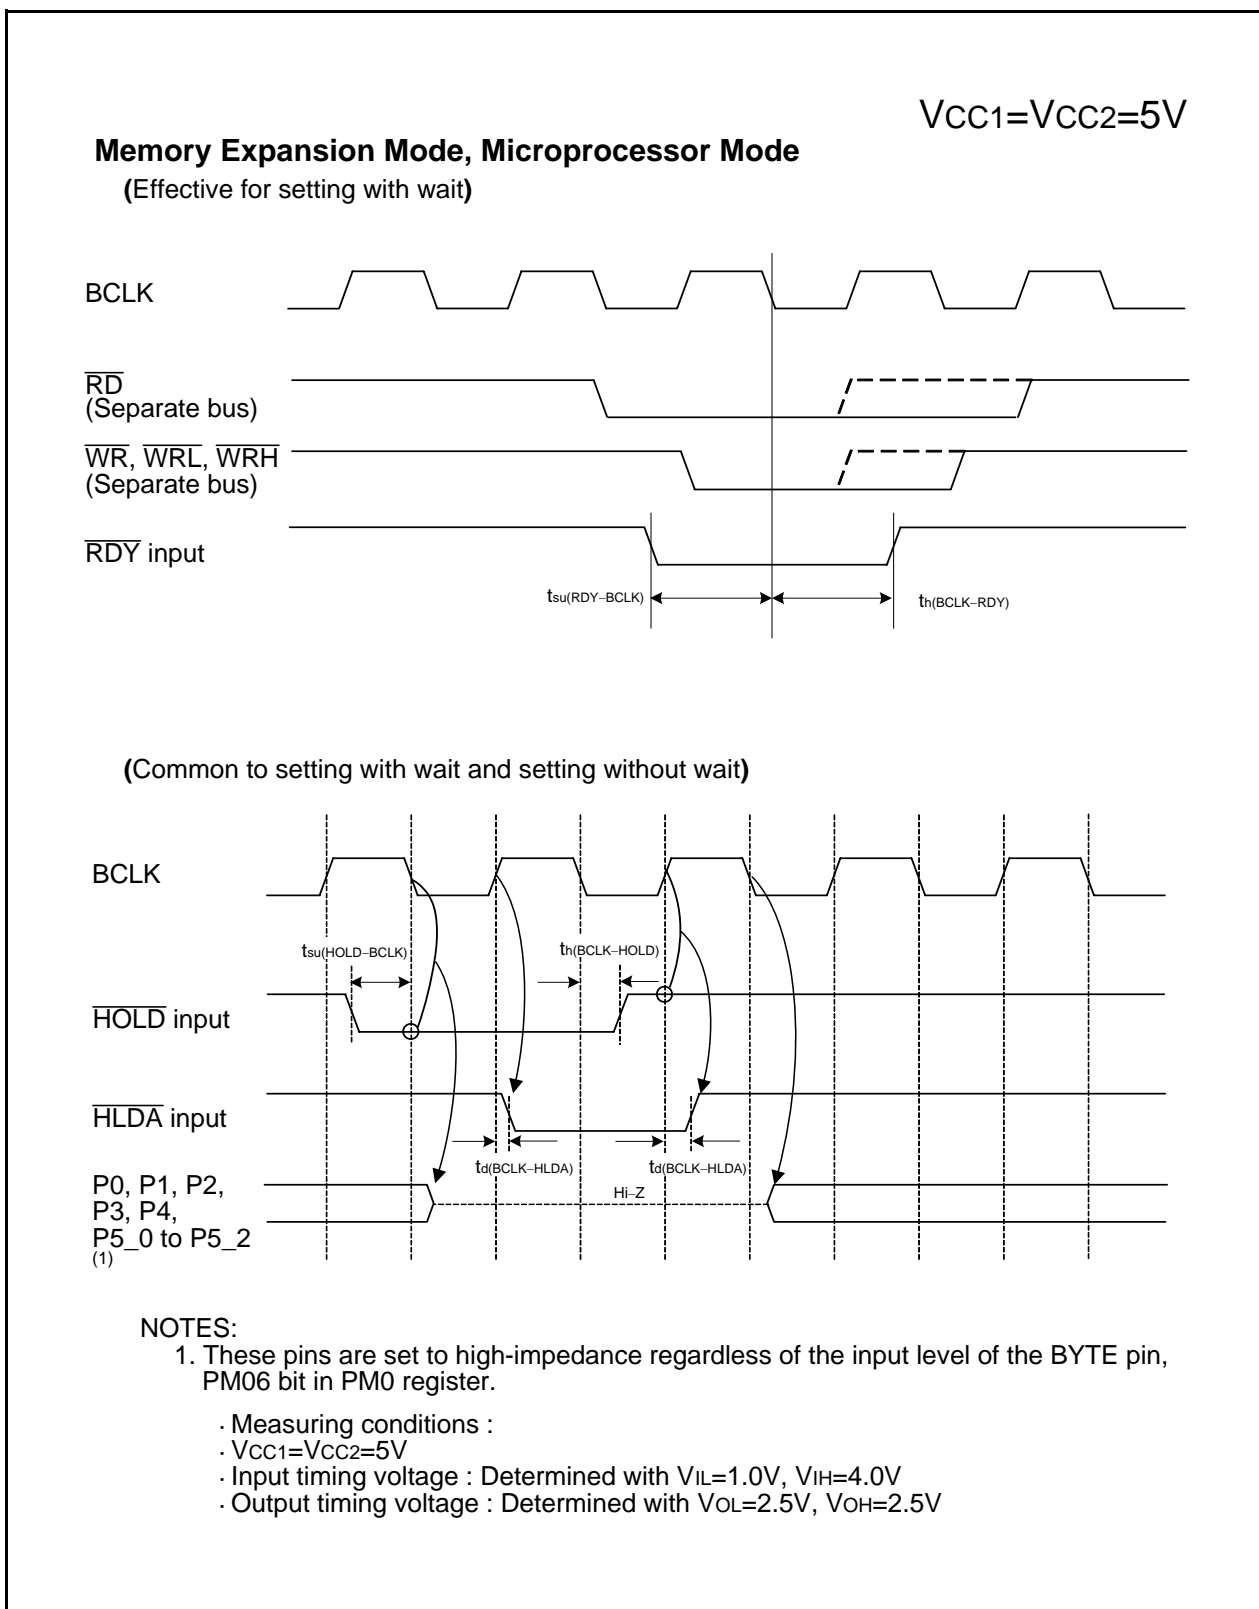 VCC1=VCC2=5V
Memory Expansion Mode, Microprocessor Mode
(Effective for setting with wait)
BCLK
RD
(Separate bus)
WR, WRL, WRH
(Separate bus)
RDY input
tsu(RDY–BCLK)
th(BCLK–RDY)
(Common to setting with wait and setting without wait)
BCLK
tsu(HOLD–BCLK)
th(BCLK–HOLD)
HOLD input
HLDA input
td(BCLK–HLDA)
td(BCLK–HLDA)
P0, P1, P2,
P3, P4,
P5_0 to P5_2
(1)
Hi–Z
NOTES:
1. These pins are set to high-impedance regardless of the input level of the BYTE pin,
PM06 bit in PM0 register.
· Measuring conditions :
· VCC1=VCC2=5V
· Input timing voltage : Determined with VIL=1.0V, VIH=4.0V
· Output timing voltage : Determined with VOL=2.5V, VOH=2.5V